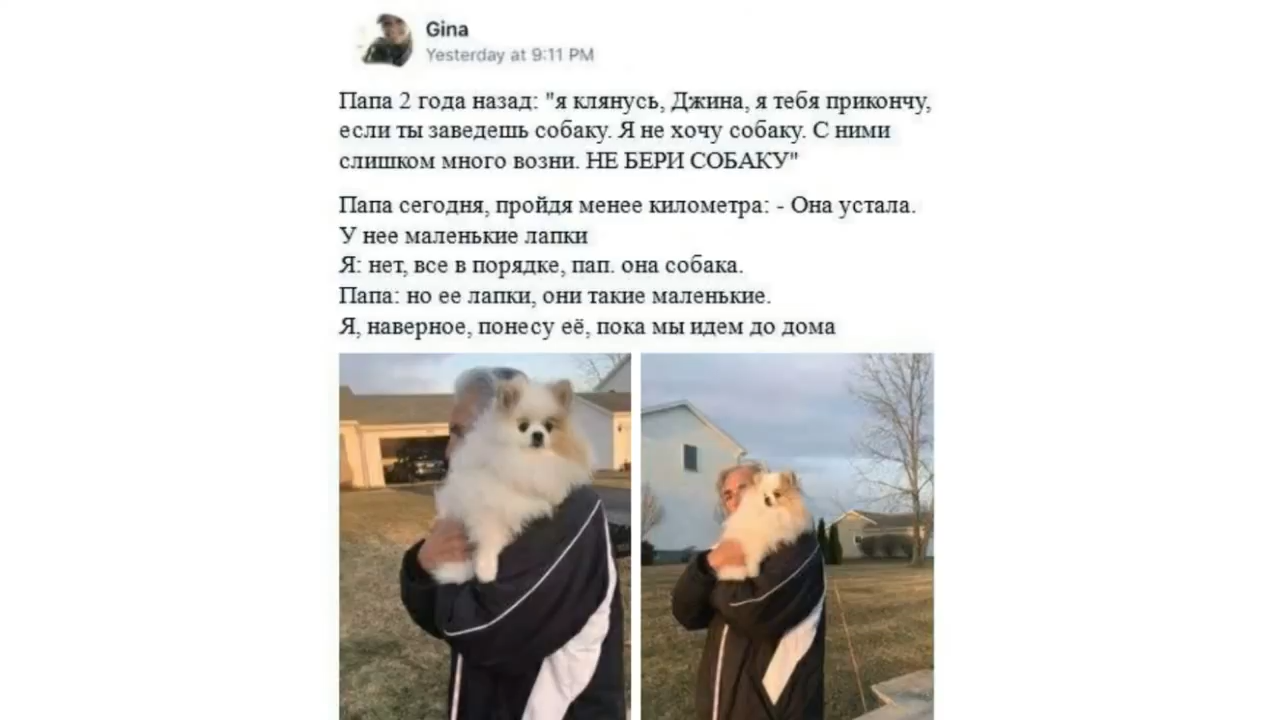 Gina
Yesterday at 9:11 PM
Папа 2 года назад: "я клянусь, Джина, я тебя прикончу,
если ты заведешь собаку. Я не хочу собаку. С ними
слишком много возни. НЕ БЕРИ СОБАКУ"
Папа сегодня, пройдя менее километра: - Она устала.
У нее маленькие лапки
Я: нет, все в порядке, пап. она собака.
Папа: но ее лапки, они такие маленькие.
Я, наверное, понесу её, пока мы идем до дома